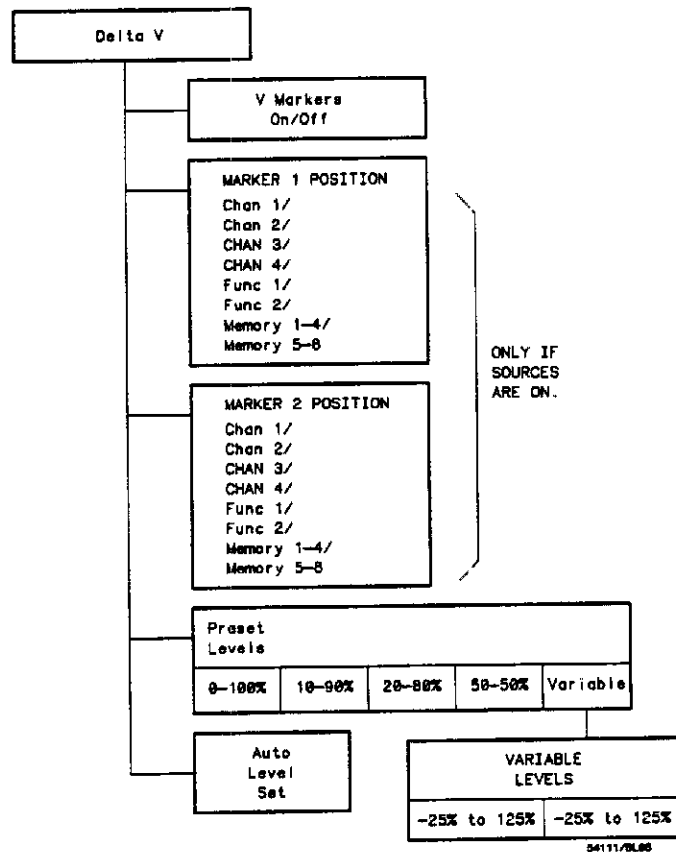 Delta V
V Markers
On/Off
MARKER 1 POSITION
Chan 1/
Chan 2/
CHAN 3/
CHAN 4/
Func 1/
Func 2/
Memory 1-4/
Memory 5-8
MARKER 2 POSITION
Chan 1/
Chan 2/
CHAN 3/
CHAN 4/
Func 1/
Func 2/
Memory 1-4/
Memory 5-8
ONLY IF
SOURCES
ARE ON.
Preset
Levels
0-100% 10-90% 20-80% 50-50% Variable
Auto
Level
Set
VARIABLE
LEVELS
-25% to 125% -25% to 125%
54111/BL86